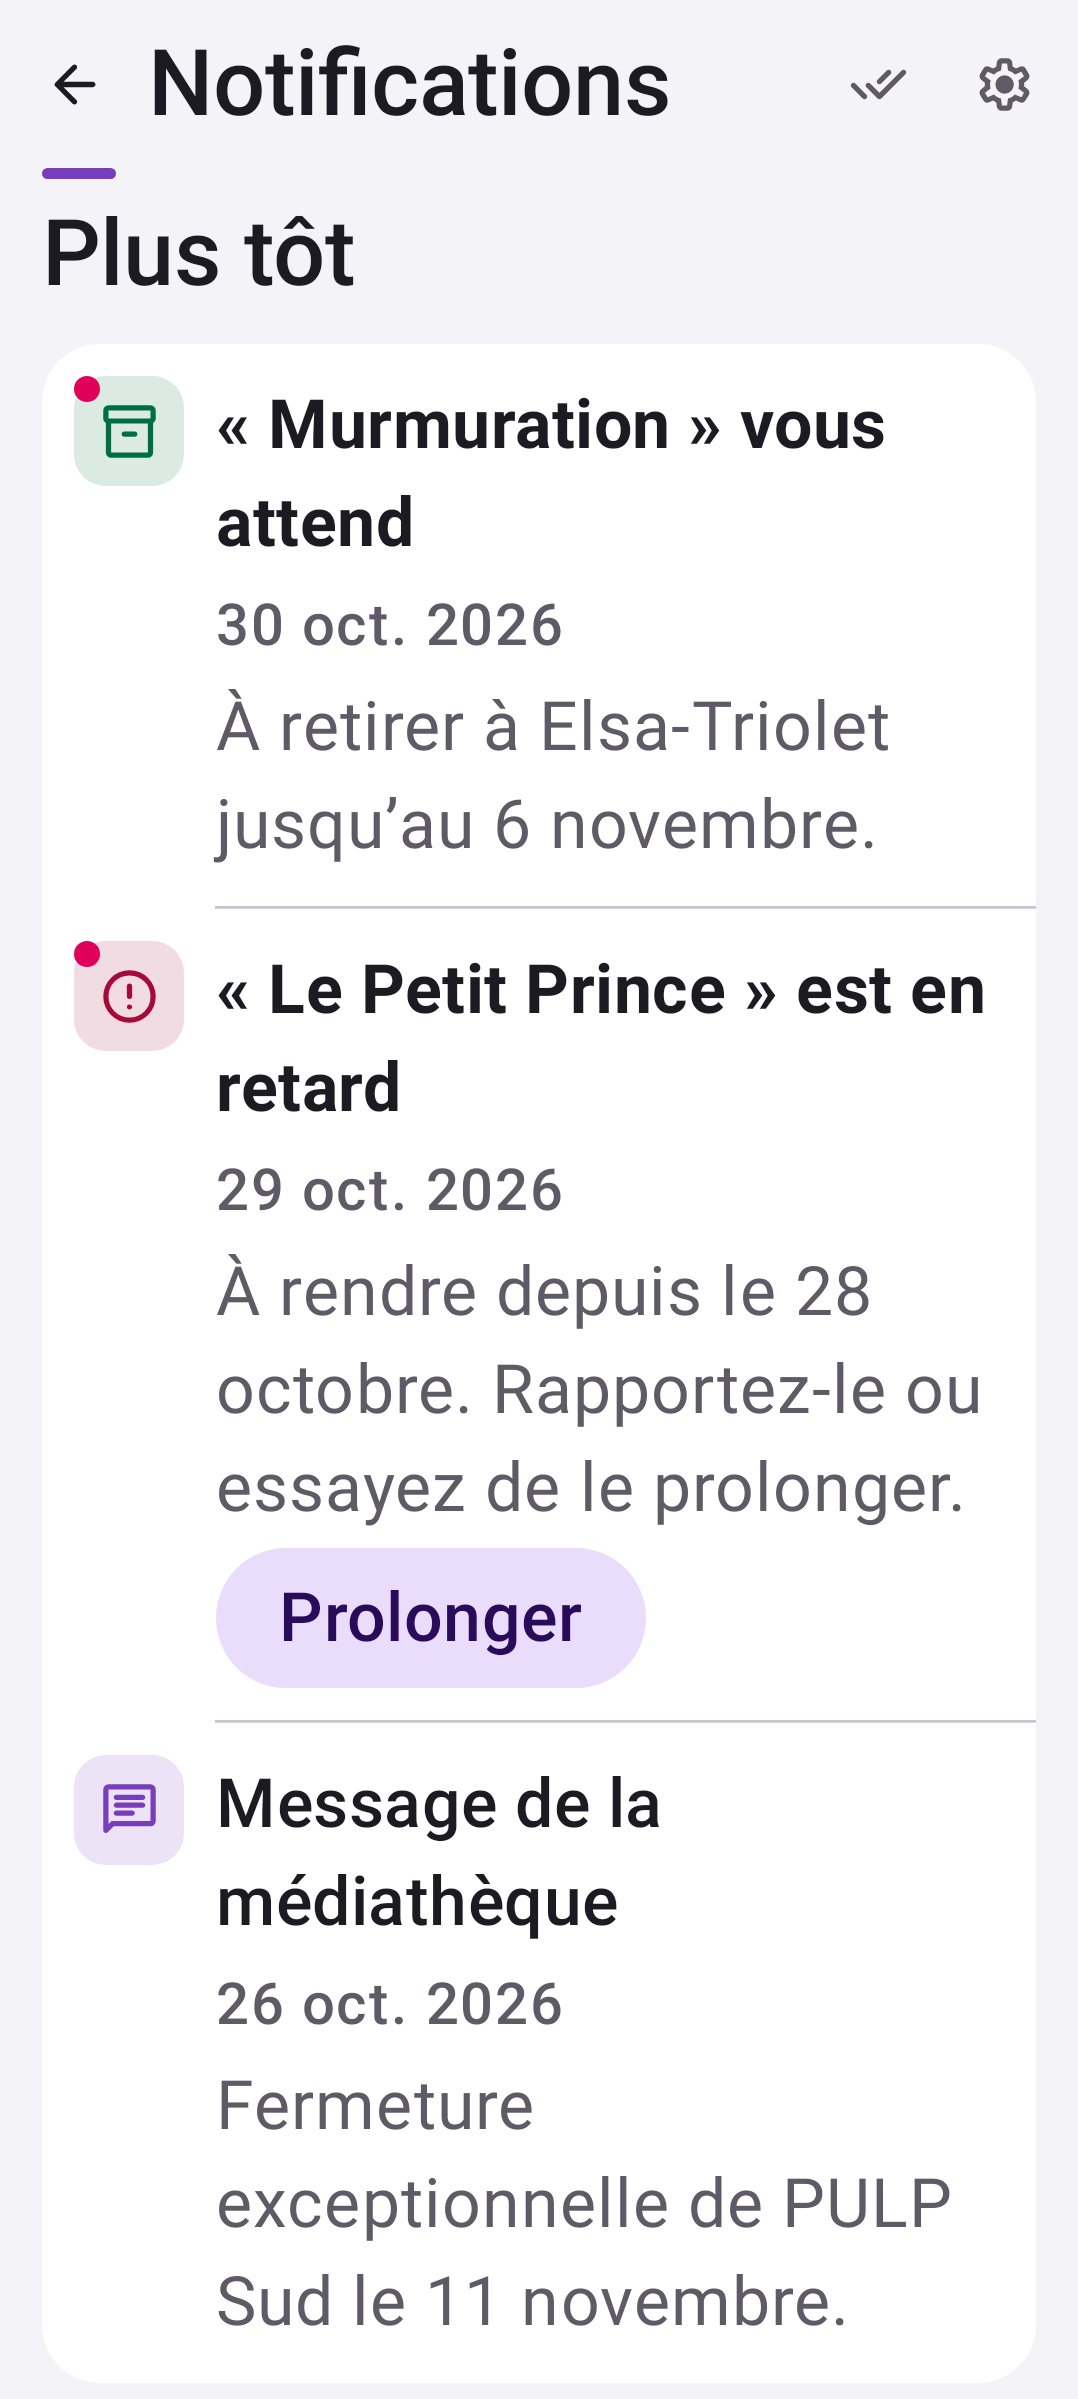 Notifications
Plus tôt
« Murmuration » vous
attend
30 oct. 2026
À retirer à Elsa-Triolet
jusqu’au 6 novembre.
« Le Petit Prince » est en
retard
29 oct. 2026
À rendre depuis le 28
octobre. Rapportez-le ou
essayez de le prolonger.
Prolonger
Message de la
médiathèque
26 oct. 2026
Fermeture
exceptionnelle de PULP
Sud le 11 novembre.